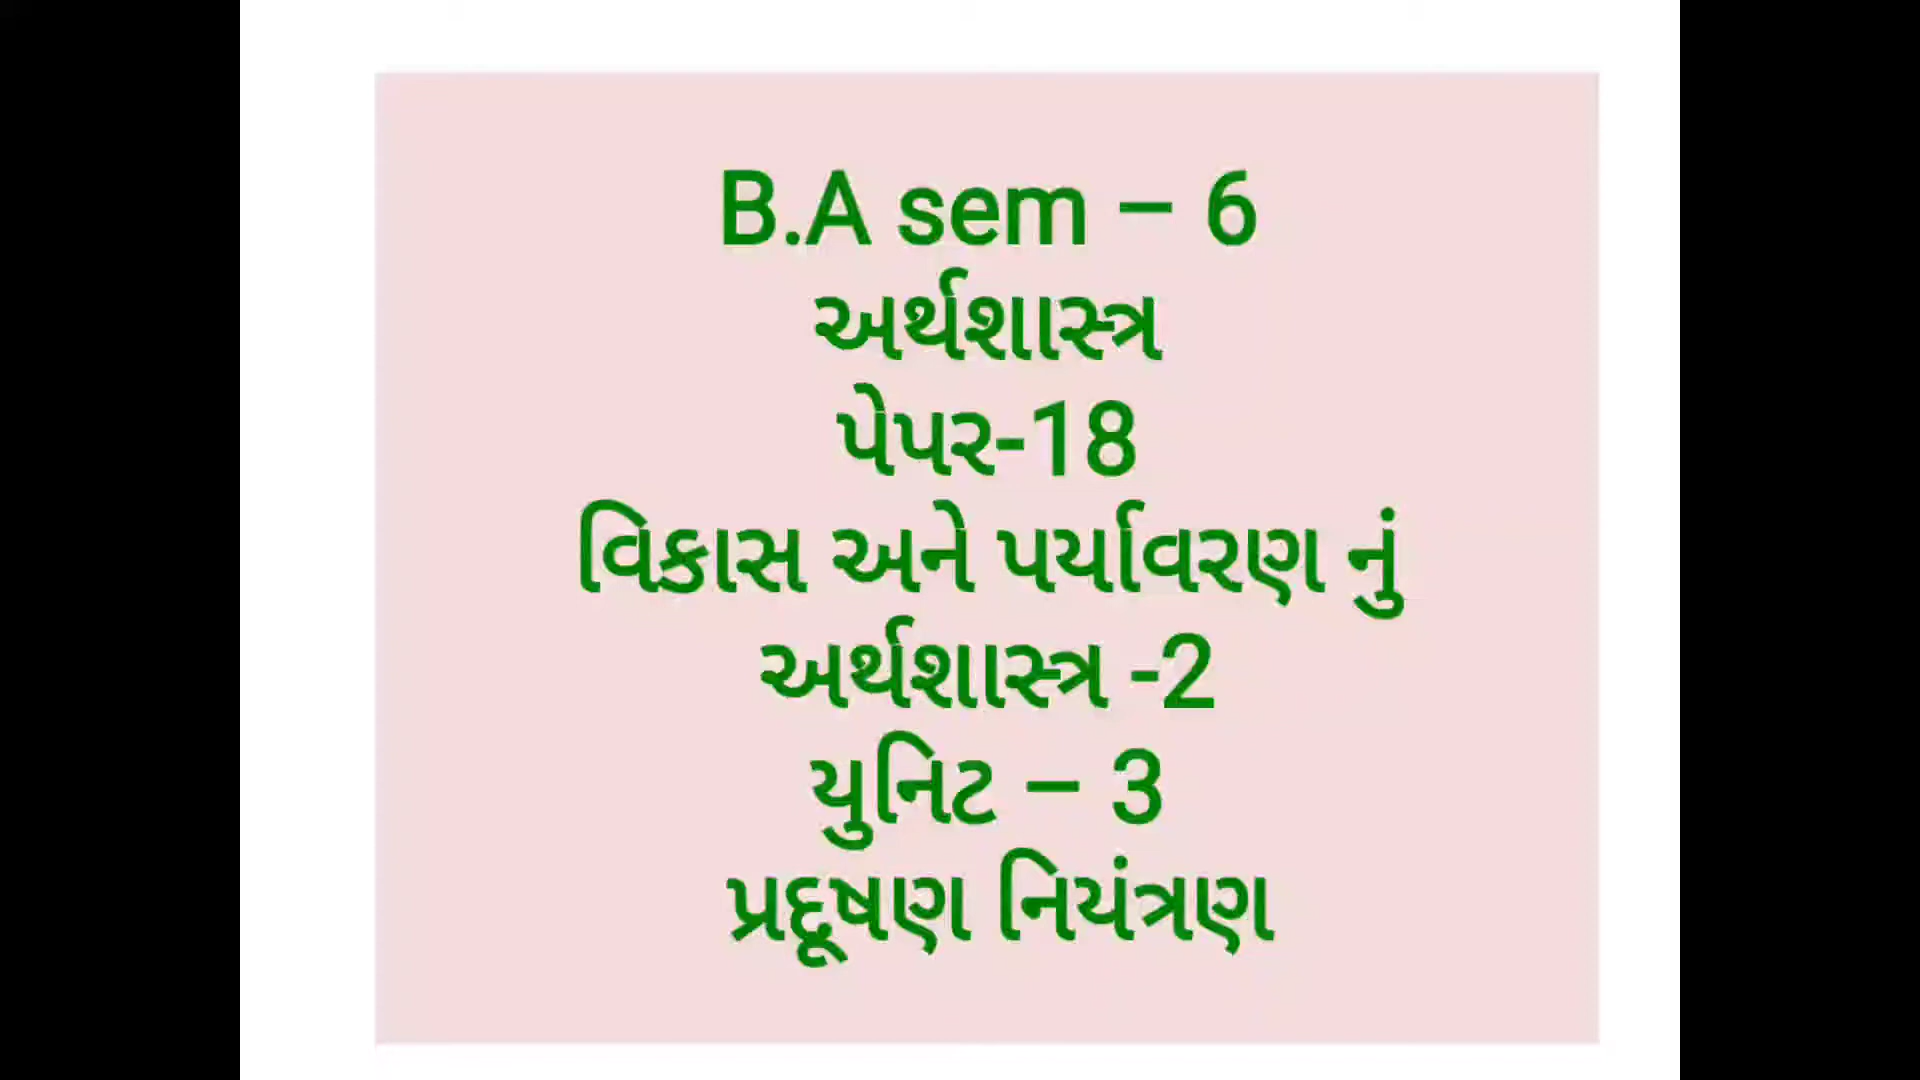 B.A sem – 6
અર્થશાસ્ત્ર
પેપર-18
વિકાસ અને પર્યાવરણ નું
અર્થશાસ્ત્ર -2
યુનિટ – 3
પ્રદૂષણ નિયંત્રણ